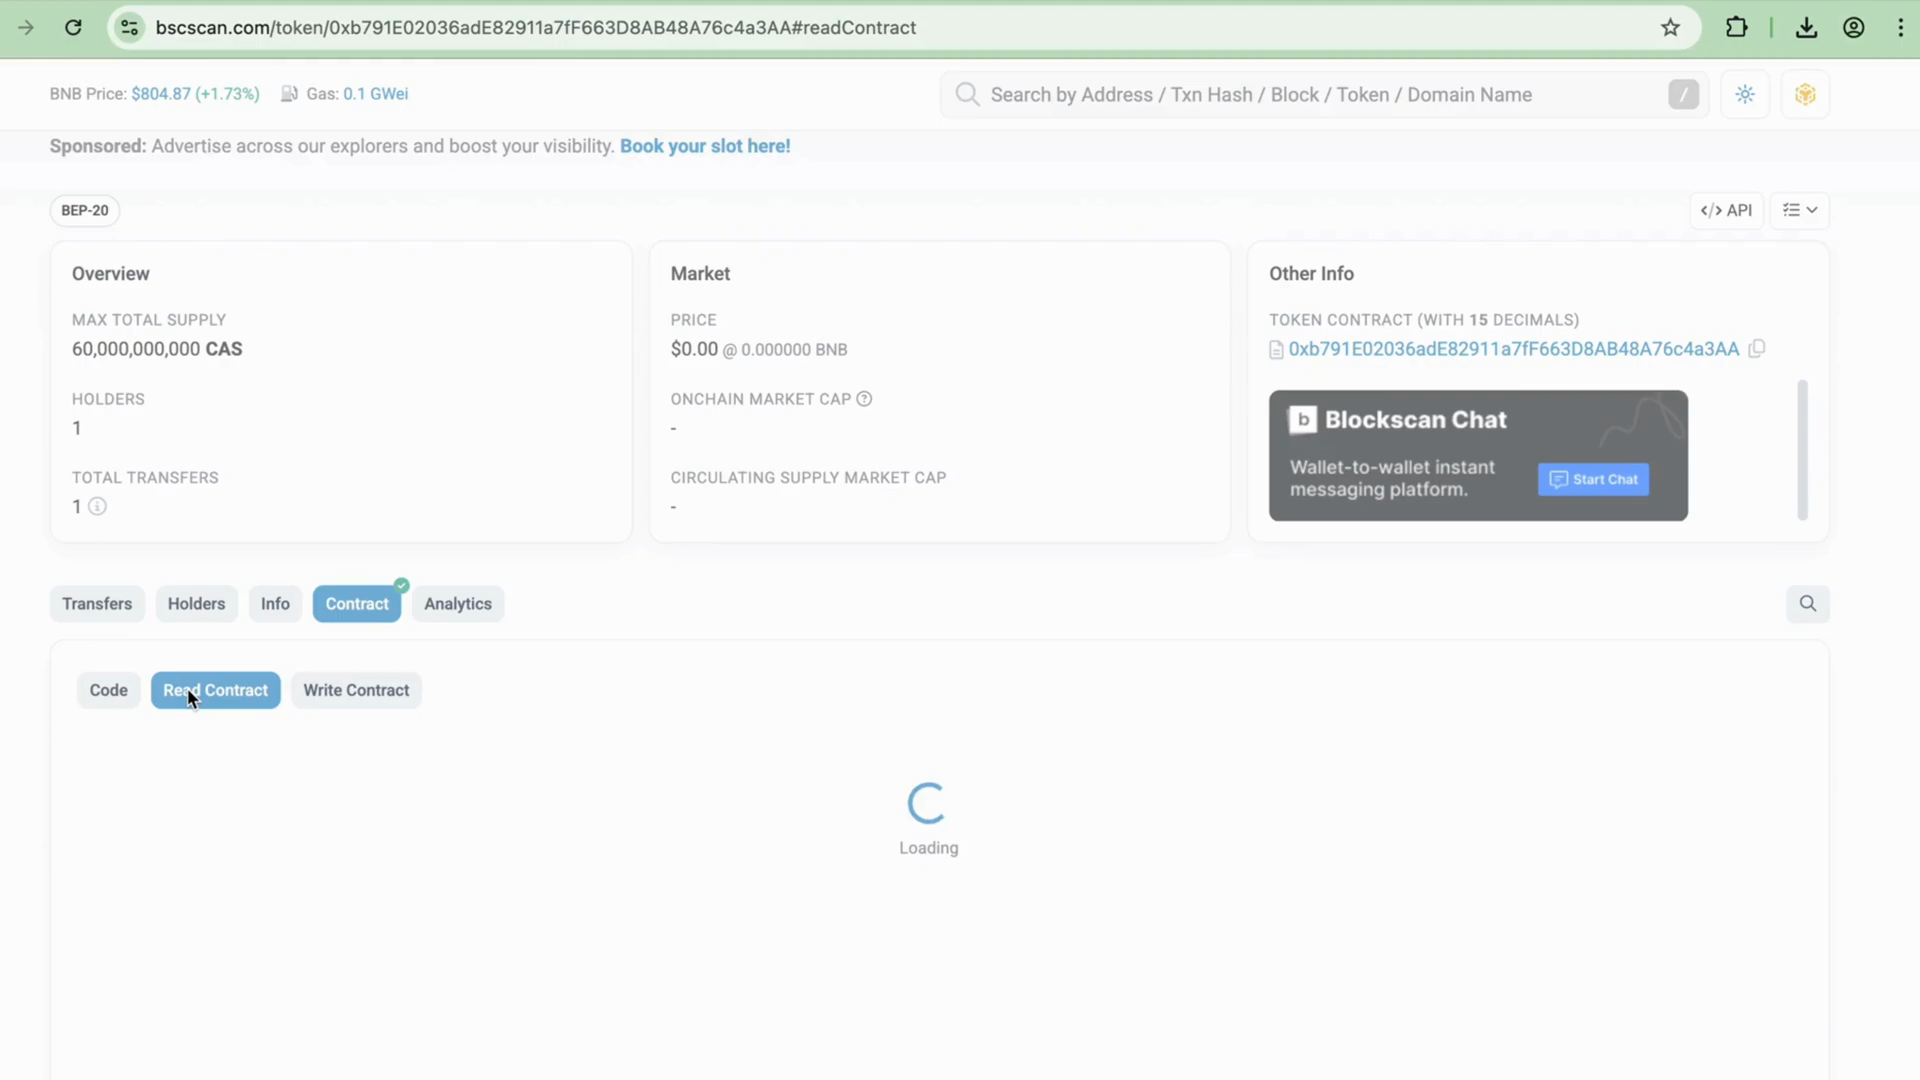 bscscan.com/token/0xb791E02036adE82911a7fF663D8AB48A76c4a3AA#readContract
BNB Price: $804.87 (+1.73%) Gas: 0.1 GWei
Search by Address / Txn Hash / Block / Token / Domain Name /
Sponsored: Advertise across our explorers and boost your visibility. Book your slot here!
BEP-20
</> API
Overview
MAX TOTAL SUPPLY
60,000,000,000 CAS
HOLDERS
1
TOTAL TRANSFERS
1
Market
PRICE
$0.00 @ 0.000000 BNB
ONCHAIN MARKET CAP
-
CIRCULATING SUPPLY MARKET CAP
-
Other Info
TOKEN CONTRACT (WITH 15 DECIMALS)
0xb791E02036adE82911a7fF663D8AB48A76c4a3AA
b Blockscan Chat
Wallet-to-wallet instant
messaging platform.
Start Chat
Transfers Holders Info Contract Analytics
Code Read Contract Write Contract
Loading